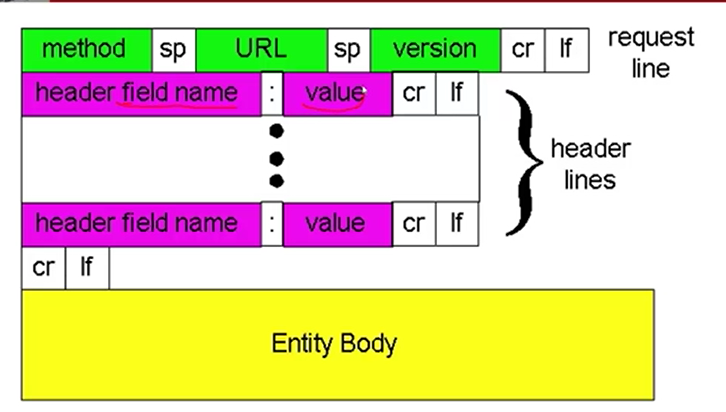 method sp URL sp version cr lf request line
header field name : value cr lf
header lines
header field name : value cr lf
cr lf
Entity Body